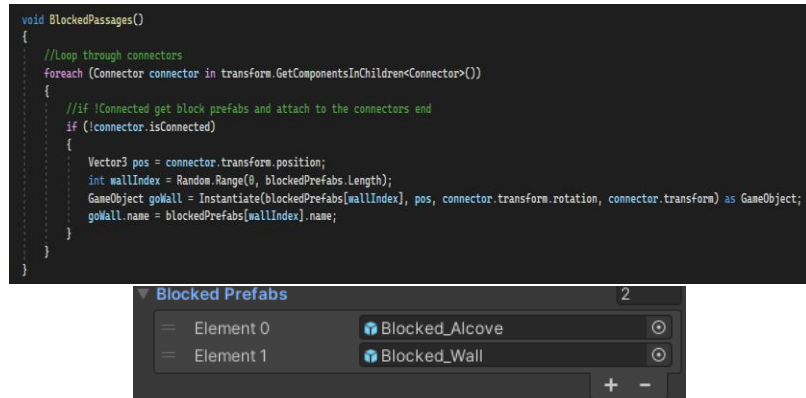 void BlockedPassages()
{
//Loop through connectors
foreach (Connector connector in transform.GetComponentsInChildren<Connector>())
{
//if !Connected get block prefabs and attach to the connectors end
if (!connector.isConnected)
{
Vector3 pos = connector.transform.position;
int wallIndex = Random.Range(0, blockedPrefabs.Length);
GameObject goWall = Instantiate(blockedPrefabs[wallIndex], pos, connector.transform.rotation, connector.transform) as GameObject;
goWall.name = blockedPrefabs[wallIndex].name;
}
}
}
Blocked Prefabs 2
Element 0 Blocked_Alcove
Element 1 Blocked_Wall
+ -